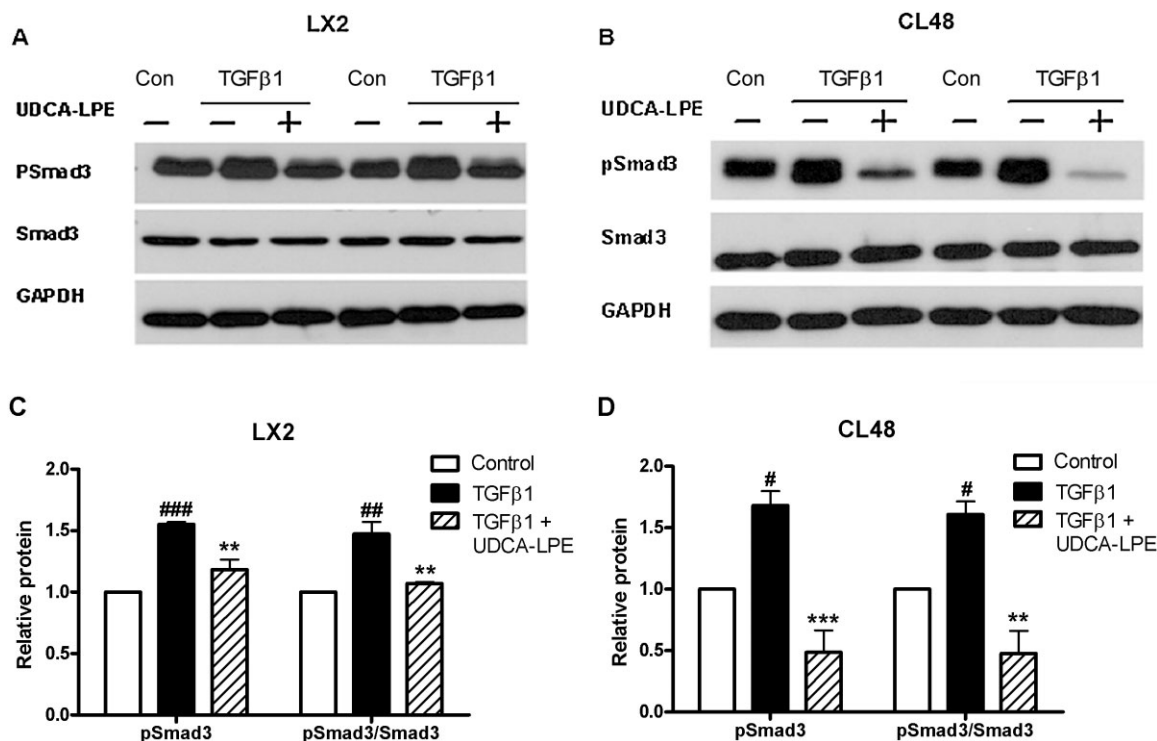 A
LX2
Con TGFβ1 Con TGFβ1
UDCA-LPE − − + − − +
PSmad3
Smad3
GAPDH
B
CL48
Con TGFβ1 Con TGFβ1
UDCA-LPE − − + − − +
pSmad3
Smad3
GAPDH
C
LX2
Relative protein
2.0
1.5
1.0
0.5
0.0
### ** ## **
pSmad3 pSmad3/Smad3
Control
TGFβ1
TGFβ1 +
UDCA-LPE
D
CL48
Relative protein
2.0
1.5
1.0
0.5
0.0
# *** # **
pSmad3 pSmad3/Smad3
Control
TGFβ1
TGFβ1 +
UDCA-LPE